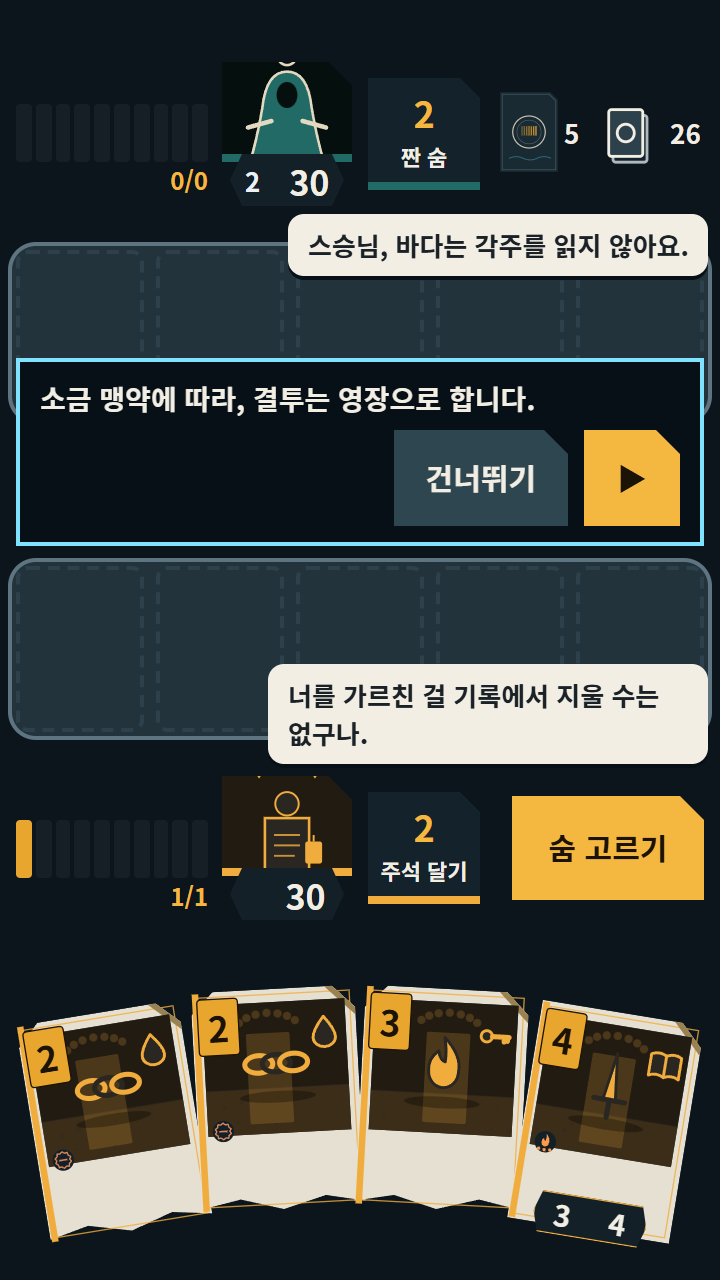 0/0
2 30
2
짠 숨
5
26
스승님, 바다는 각주를 읽지 않아요.
소금 맹약에 따라, 결투는 영장으로 합니다.
건너뛰기
너를 가르친 걸 기록에서 지울 수는
없구나.
1/1
30
2
주석 달기
숨 고르기
2
2
3
4
3 4